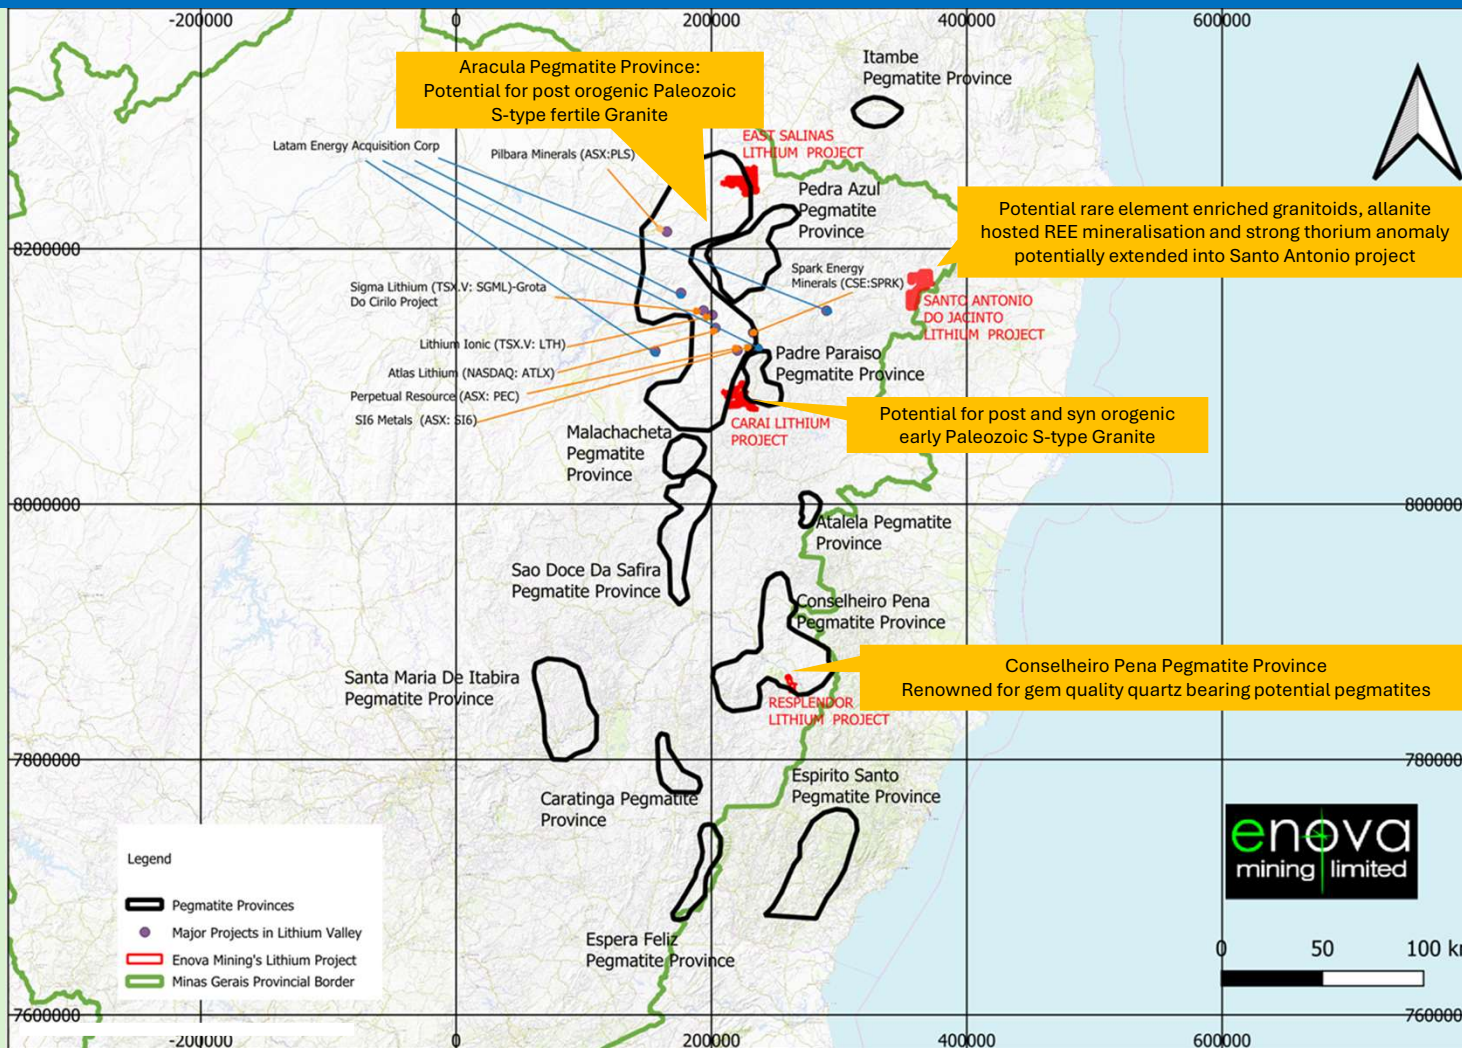 -200000
0
200000
400000
600000
Itambe
Pegmatite Province
Aracula Pegmatite Province:
Potential for post orogenic Paleozoic
S-type fertile Granite
EAST SALINAS
LITHIUM PROJECT
Latam Energy Acquisition Corp
Pilbara Minerals (ASX:PLS)
Pedra Azul
Pegmatite
Province
Potential rare element enriched granitoids, allanite
hosted REE mineralisation and strong thorium anomaly
potentially extended into Santo Antonio project
8200000
Spark Energy
Minerals (CSE:SPRK)
Sigma Lithium (TSX.V: SGML)-Grota
Do Cirilo Project
SANTO ANTONIO
DO JACINTO
LITHIUM PROJECT
Lithium Ionic (TSX.V: LTH)
Padre Paraiso
Pegmatite Province
Atlas Lithium (NASDAQ: ATLX)
Perpetual Resource (ASX: PEC)
SI6 Metals (ASX: SI6)
Potential for post and syn orogenic
early Paleozoic S-type Granite
CARAI LITHIUM
PROJECT
Malachacheta
Pegmatite
Province
8000000
800000
Atalela Pegmatite
Province
Sao Doce Da Safira
Pegmatite Province
Conselheiro Pena
Pegmatite Province
Conselheiro Pena Pegmatite Province
Renowned for gem quality quartz bearing potential pegmatites
Santa Maria De Itabira
Pegmatite Province
RESPLENDOR
LITHIUM PROJECT
7800000
780000
Espirito Santo
Pegmatite Province
Caratinga Pegmatite
Province
enova
mining limited
Legend
Pegmatite Provinces
Major Projects in Lithium Valley
Enova Mining's Lithium Project
Minas Gerais Provincial Border
Espera Feliz
Pegmatite Province
0
50
100 km
7600000
760000
-200000
0
200000
400000
600000